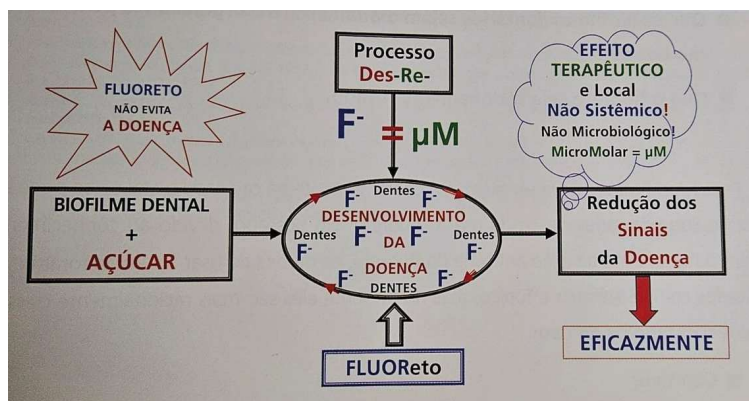 FLUORETO
NÃO EVITA
A DOENÇA
Processo
Des-Re-
F- = µM
EFEITO
TERAPÊUTICO
e Local
Não Sistêmico!
Não Microbiológico!
MicroMolar = µM
BIOFILME DENTAL
+
AÇÚCAR
Dentes
F- F-
DESENVOLVIMENTO
Dentes F- DA F- Dentes
F- F-
DOENÇA
F- DENTES F-
Redução dos
Sinais
da Doença
FLUOReto
EFICAZMENTE